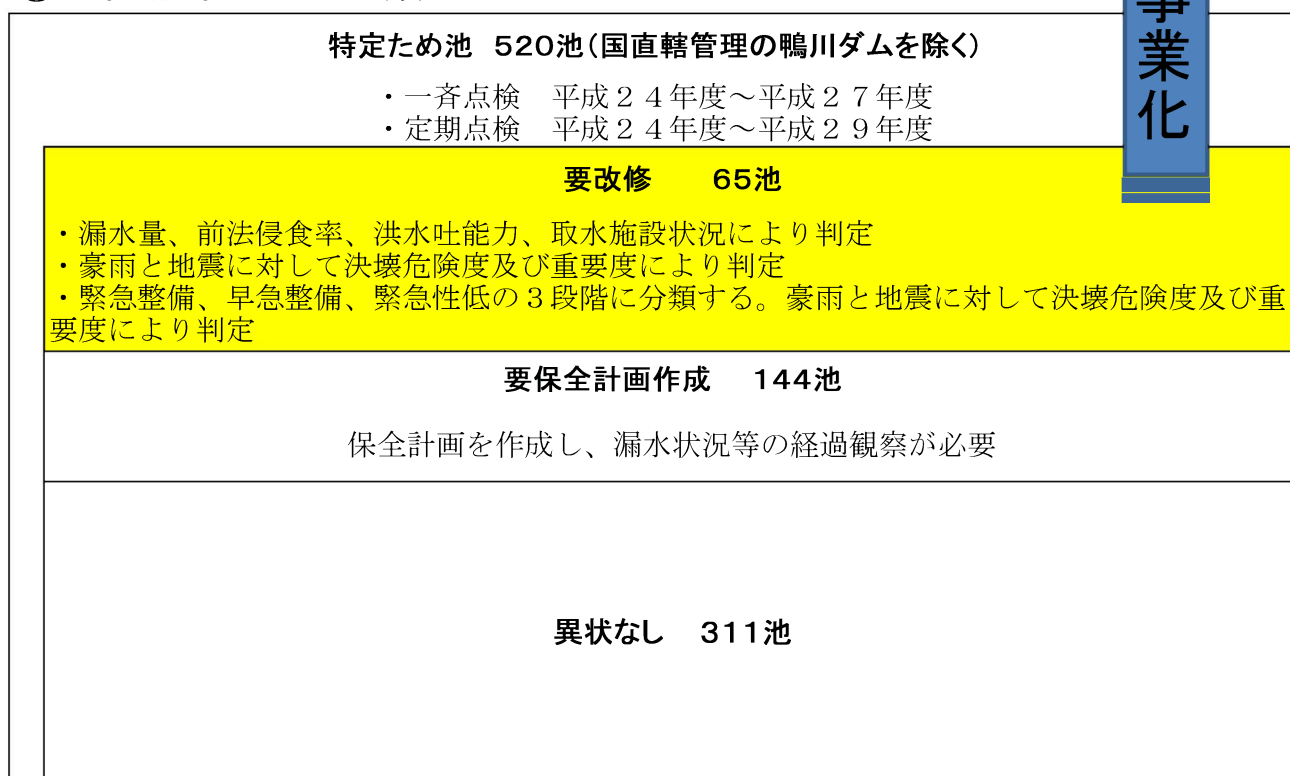 特定ため池 520池(国直轄管理の鴨川ダムを除く)
・一斉点検 平成24年度～平成27年度
・定期点検 平成24年度～平成29年度
事業化
要改修 65池
・漏水量、前法侵食率、洪水吐能力、取水施設状況により判定
・豪雨と地震に対して決壊危険度及び重要度により判定
・緊急整備、早急整備、緊急性低の3段階に分類する。豪雨と地震に対して決壊危険度及び重
要度により判定
要保全計画作成 144池
保全計画を作成し、漏水状況等の経過観察が必要
異状なし 311池